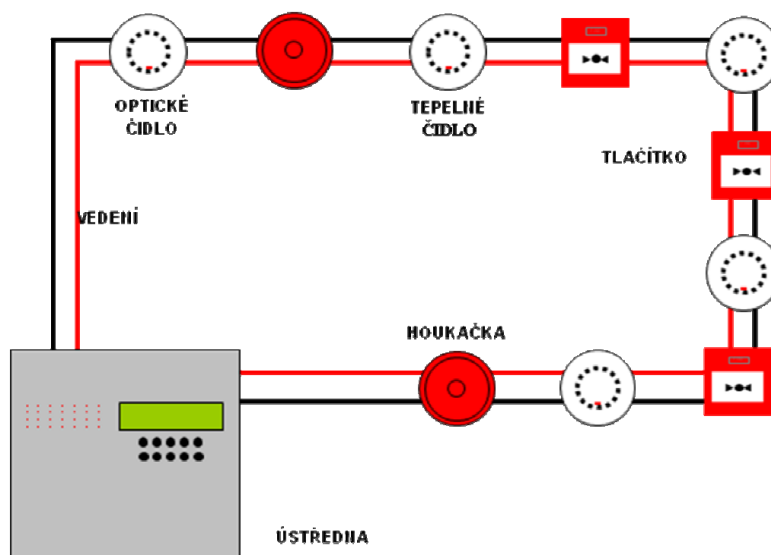 OPTICKÉ
ČIDLO
TEPELNÉ
ČIDLO
TLAČÍTKO
VEDENÍ
HOUKAČKA
ÚSTŘEDNA